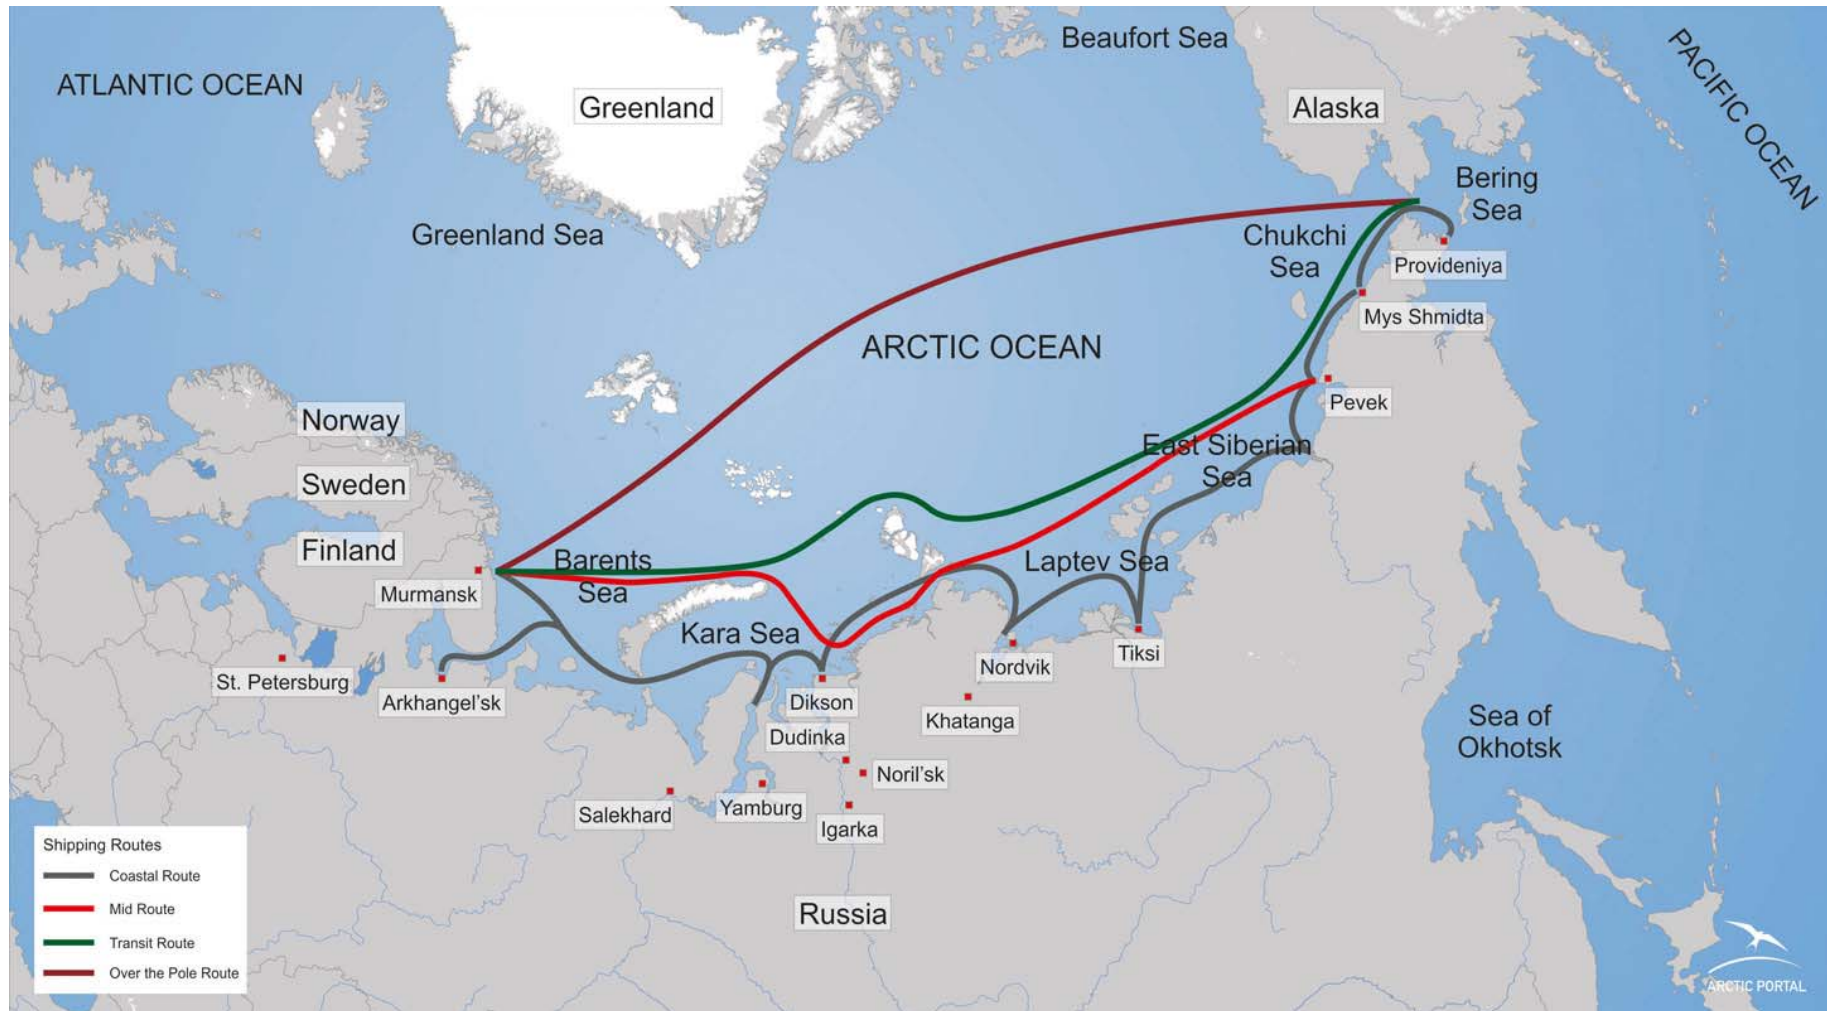 Beaufort Sea
ATLANTIC OCEAN
PACIFIC OCEAN
Greenland
Alaska
Bering
Sea
Greenland Sea
Chukchi
Sea
Provideniya
Mys Shmidta
ARCTIC OCEAN
Pevek
Norway
East Siberian
Sea
Sweden
Finland
Barents
Sea
Laptev Sea
Murmansk
Kara Sea
Tiksi
Nordvik
St. Petersburg
Arkhangel'sk
Dikson
Khatanga
Sea of
Okhotsk
Dudinka
Noril'sk
Salekhard
Yamburg
Igarka
Russia
Shipping Routes
Coastal Route
Mid Route
Transit Route
Over the Pole Route
ARCTIC PORTAL